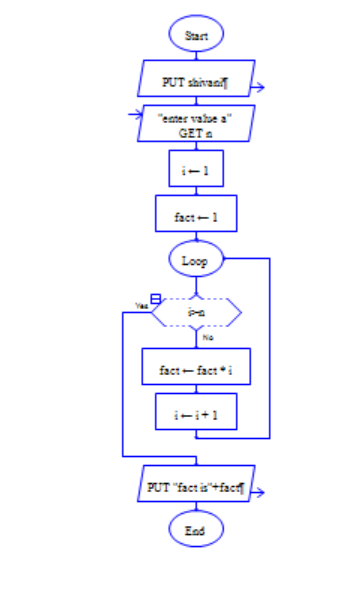 Start
PUT shivani¶
"enter value a"
GET n
i ← 1
fact ← 1
Loop
i>n
Yes
No
fact ← fact * i
i ← i + 1
PUT "fact is"+fact¶
End